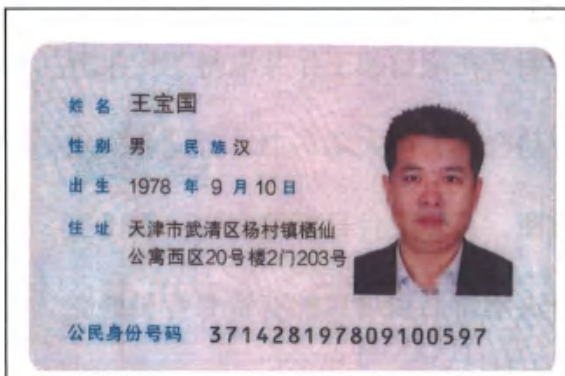 姓名 王宝国
性别 男 民族 汉
出生 1978 年 9 月 10 日
住址 天津市武清区杨村镇栖仙
公寓西区20号楼2门203号
公民身份号码 371428197809100597